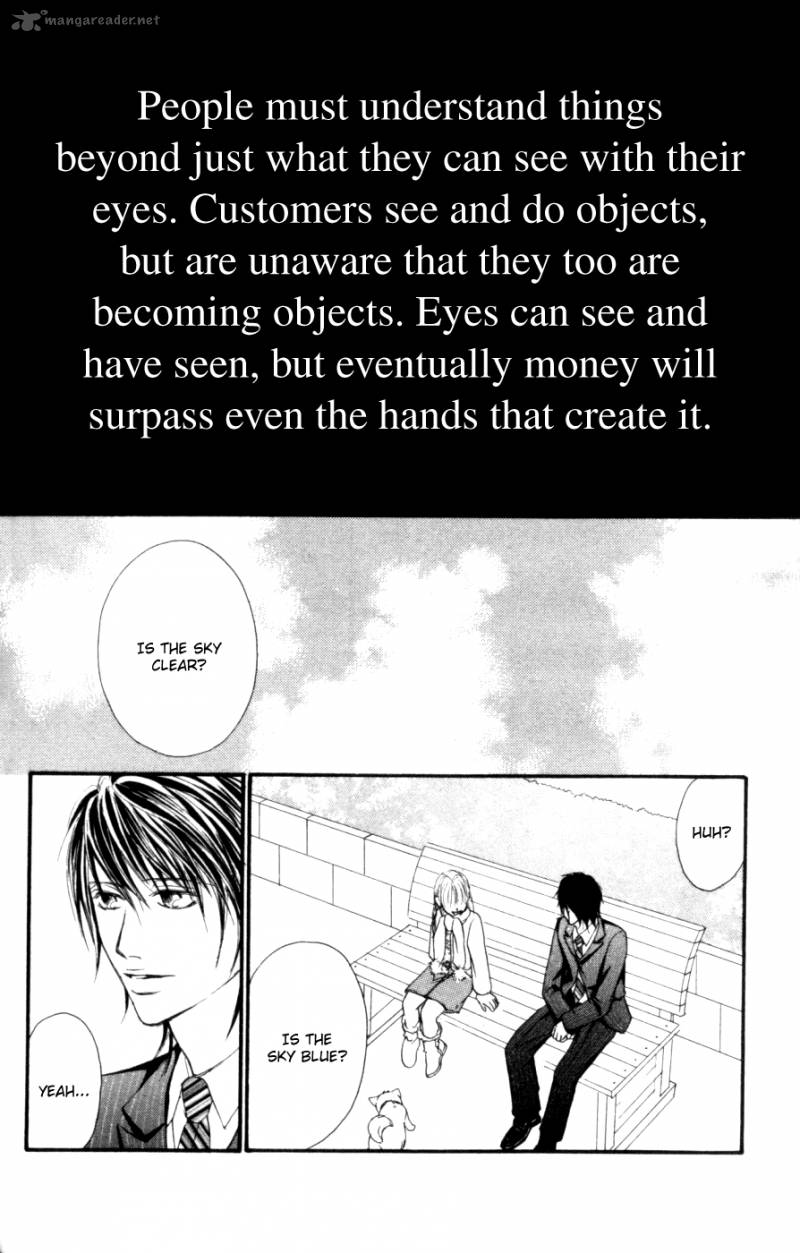 mangareader.net
People must understand things
beyond just what they can see with their
eyes. Customers see and do objects,
but are unaware that they too are
becoming objects. Eyes can see and
have seen, but eventually money will
surpass even the hands that create it.
IS THE SKY
CLEAR?
HUH?
IS THE
SKY BLUE?
YEAH...